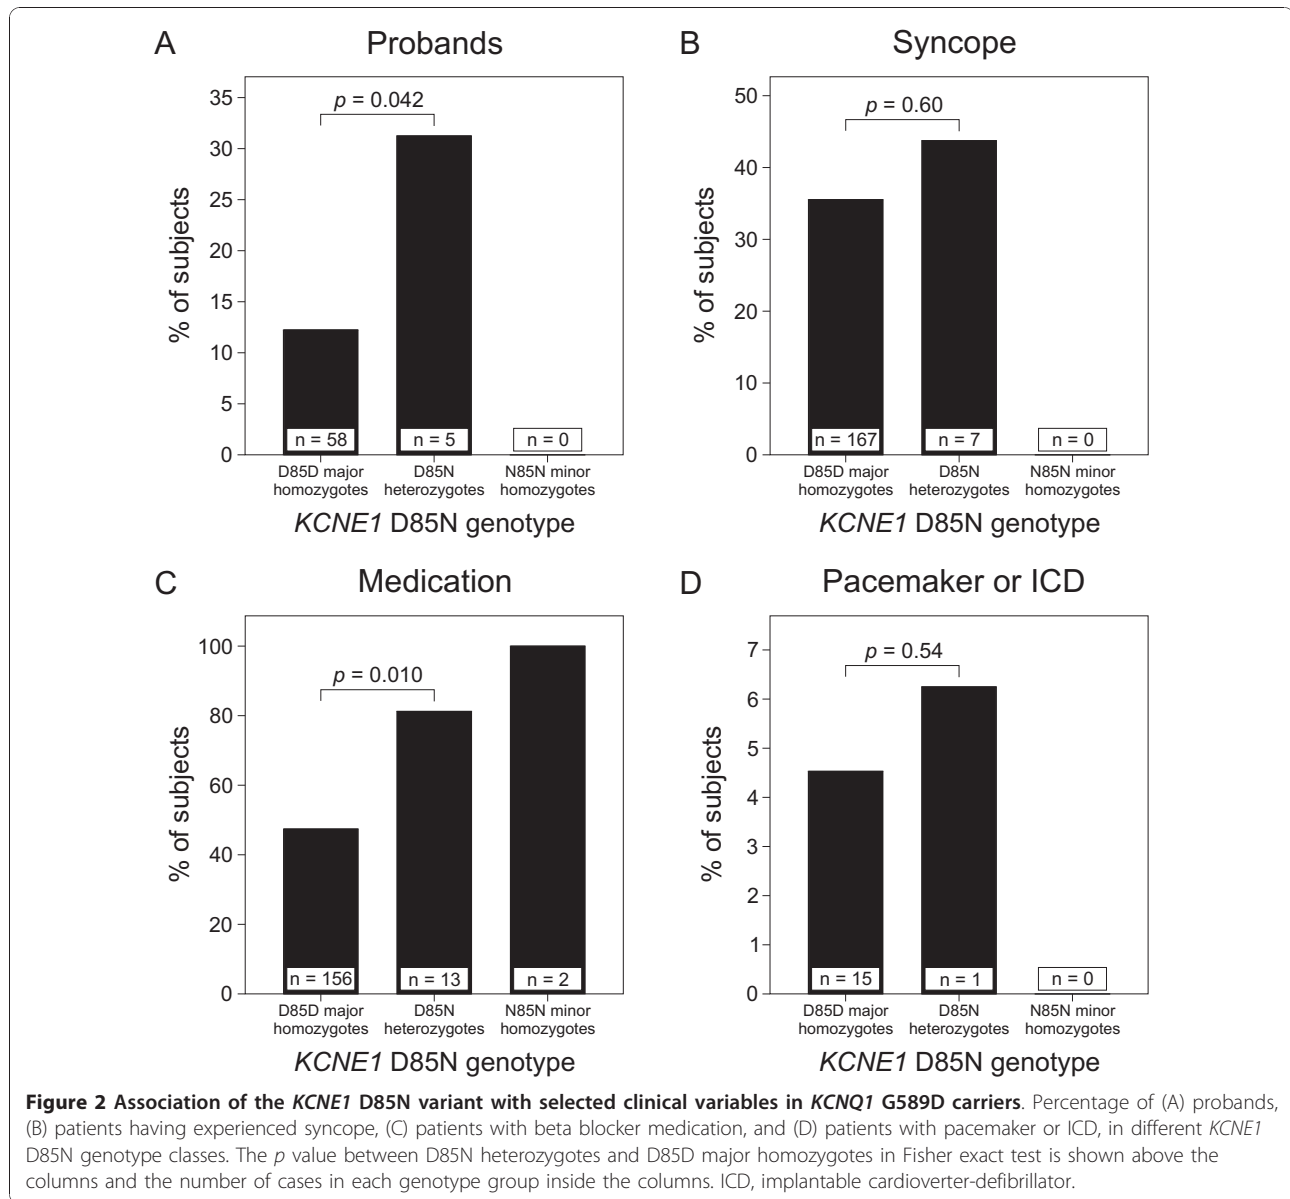 A Probands
35
30
25
20
15
10
5
0
% of subjects
p = 0.042
n = 58 n = 5 n = 0
D85D major D85N N85N minor
homozygotes heterozygotes homozygotes
KCNE1 D85N genotype
B Syncope
50
40
30
20
10
0
% of subjects
p = 0.60
n = 167 n = 7 n = 0
D85D major D85N N85N minor
homozygotes heterozygotes homozygotes
KCNE1 D85N genotype
C Medication
100
80
60
40
20
0
% of subjects
p = 0.010
n = 156 n = 13 n = 2
D85D major D85N N85N minor
homozygotes heterozygotes homozygotes
KCNE1 D85N genotype
D Pacemaker or ICD
7
6
5
4
3
2
1
0
% of subjects
p = 0.54
n = 15 n = 1 n = 0
D85D major D85N N85N minor
homozygotes heterozygotes homozygotes
KCNE1 D85N genotype
Figure 2 Association of the KCNE1 D85N variant with selected clinical variables in KCNQ1 G589D carriers. Percentage of (A) probands,
(B) patients having experienced syncope, (C) patients with beta blocker medication, and (D) patients with pacemaker or ICD, in different KCNE1
D85N genotype classes. The p value between D85N heterozygotes and D85D major homozygotes in Fisher exact test is shown above the
columns and the number of cases in each genotype group inside the columns. ICD, implantable cardioverter-defibrillator.